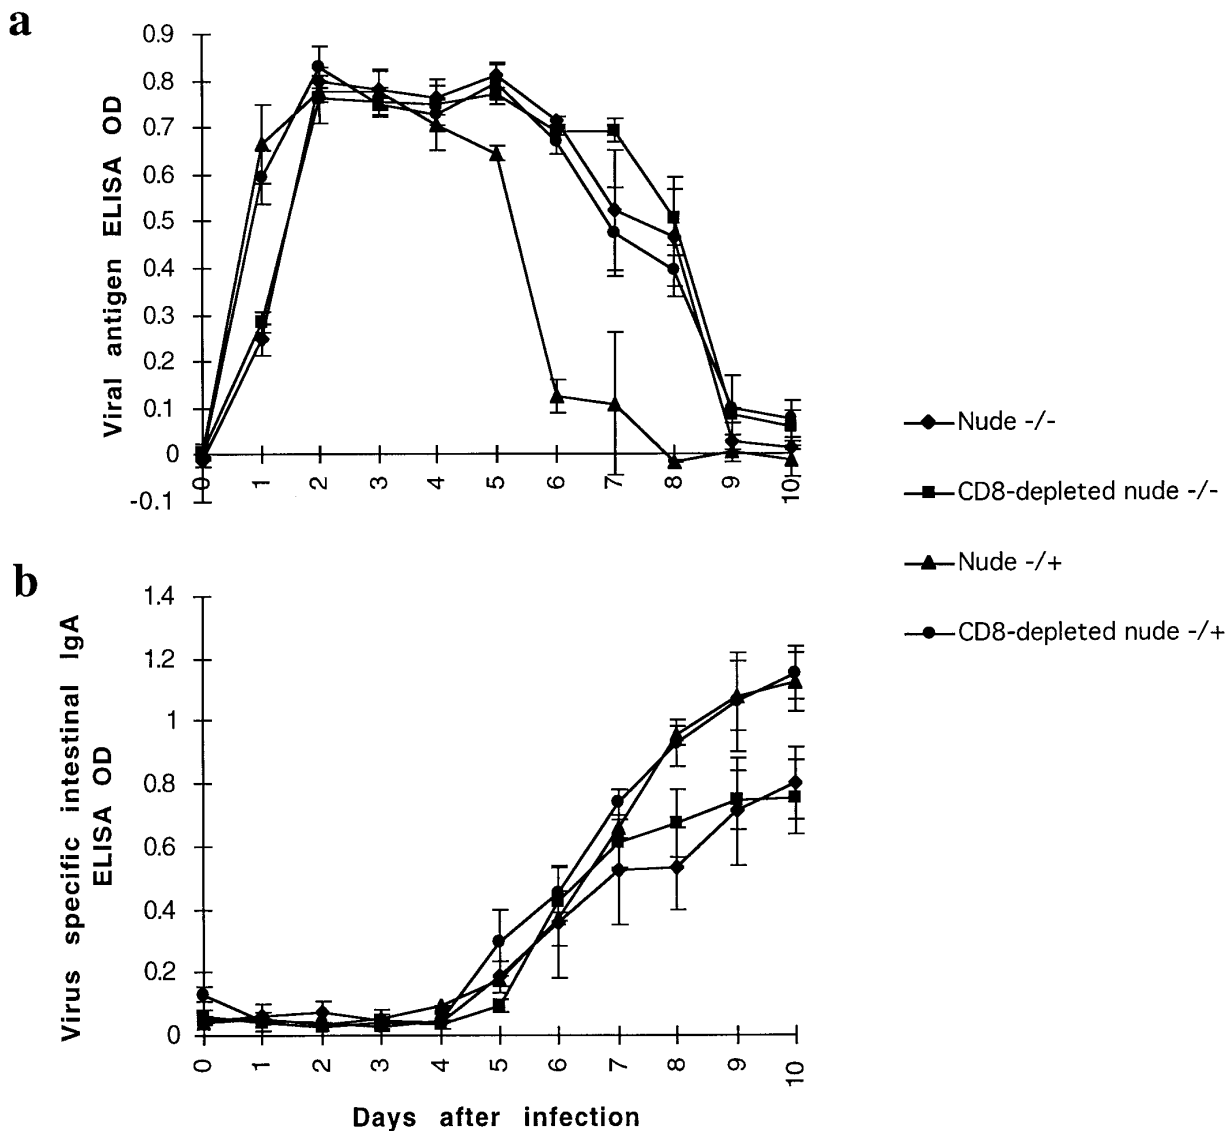 a
Viral antigen ELISA OD
0.9
0.8
0.7
0.6
0.5
0.4
0.3
0.2
0.1
0
-0.1
0 1 2 3 4 5 6 7 8 9 10
Nude -/-
CD8-depleted nude -/-
Nude -/+
CD8-depleted nude -/+
b
Virus specific intestinal IgA
ELISA OD
1.4
1.2
1
0.8
0.6
0.4
0.2
0
0 1 2 3 4 5 6 7 8 9 10
Days after infection